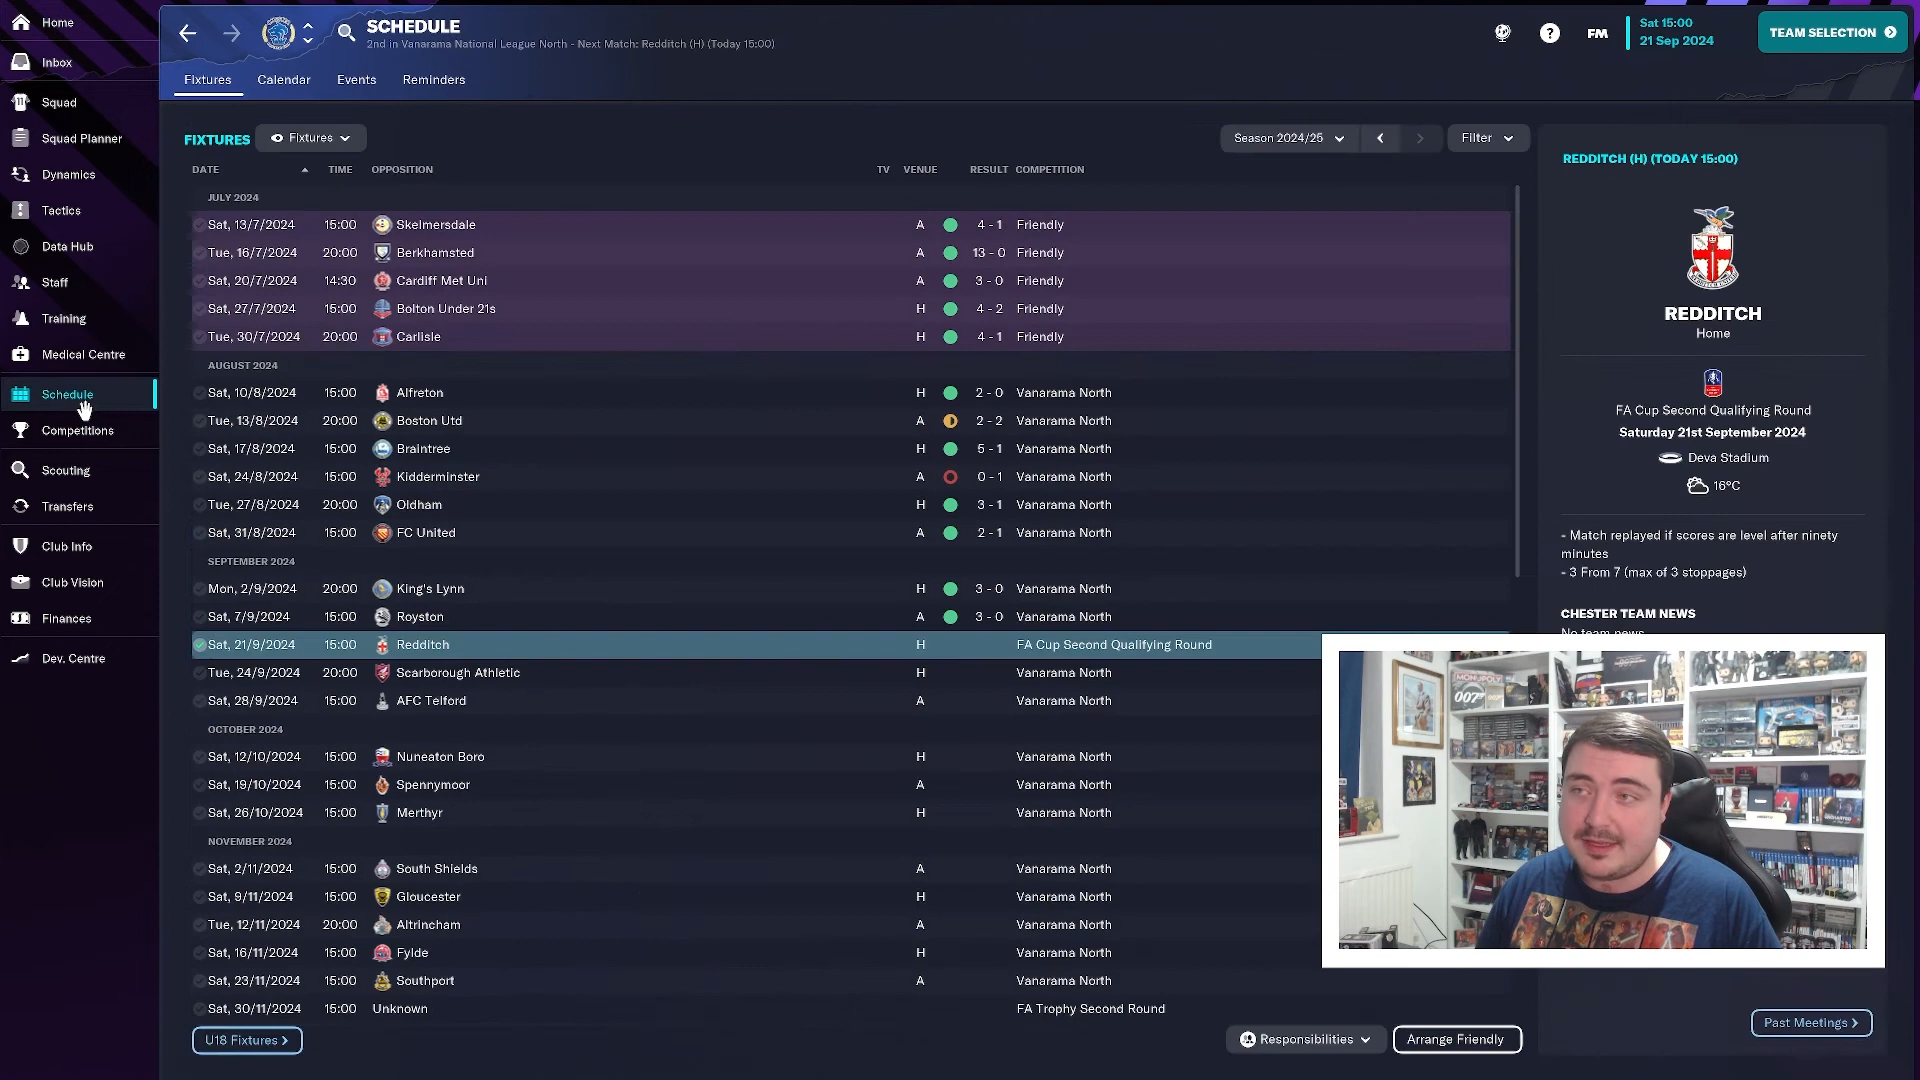 Home
Inbox
Squad
Squad Planner
Dynamics
Tactics
Data Hub
Staff
Training
Medical Centre
Schedule
Competitions
Scouting
Transfers
Club Info
Club Vision
Finances
Dev. Centre
SCHEDULE
2nd in Vanarama National League North - Next Match: Redditch (H) (Today 15:00)
FM
Sat 15:00
21 Sep 2024
TEAM SELECTION
Fixtures Calendar Events Reminders
FIXTURES Fixtures
Season 2024/25 Filter
DATE TIME OPPOSITION TV VENUE RESULT COMPETITION
JULY 2024
Sat, 13/7/2024 15:00 Skelmersdale A 4 - 1 Friendly
Tue, 16/7/2024 20:00 Berkhamsted A 13 - 0 Friendly
Sat, 20/7/2024 14:30 Cardiff Met Uni A 3 - 0 Friendly
Sat, 27/7/2024 15:00 Bolton Under 21s H 4 - 2 Friendly
Tue, 30/7/2024 20:00 Carlisle H 4 - 1 Friendly
AUGUST 2024
Sat, 10/8/2024 15:00 Alfreton H 2 - 0 Vanarama North
Tue, 13/8/2024 20:00 Boston Utd A 2 - 2 Vanarama North
Sat, 17/8/2024 15:00 Braintree H 5 - 1 Vanarama North
Sat, 24/8/2024 15:00 Kidderminster A 0 - 1 Vanarama North
Tue, 27/8/2024 20:00 Oldham H 3 - 1 Vanarama North
Sat, 31/8/2024 15:00 FC United A 2 - 1 Vanarama North
SEPTEMBER 2024
Mon, 2/9/2024 20:00 King's Lynn H 3 - 0 Vanarama North
Sat, 7/9/2024 15:00 Royston A 3 - 0 Vanarama North
Sat, 21/9/2024 15:00 Redditch H FA Cup Second Qualifying Round
Tue, 24/9/2024 20:00 Scarborough Athletic H Vanarama North
Sat, 28/9/2024 15:00 AFC Telford A Vanarama North
OCTOBER 2024
Sat, 12/10/2024 15:00 Nuneaton Boro H Vanarama North
Sat, 19/10/2024 15:00 Spennymoor A Vanarama North
Sat, 26/10/2024 15:00 Merthyr H Vanarama North
NOVEMBER 2024
Sat, 2/11/2024 15:00 South Shields A Vanarama North
Sat, 9/11/2024 15:00 Gloucester H Vanarama North
Tue, 12/11/2024 20:00 Altrincham A Vanarama North
Sat, 16/11/2024 15:00 Fylde H Vanarama North
Sat, 23/11/2024 15:00 Southport A Vanarama North
Sat, 30/11/2024 15:00 Unknown FA Trophy Second Round
U18 Fixtures
Responsibilities
Arrange Friendly
REDDITCH (H) (TODAY 15:00)
REDDITCH
Home
FA Cup Second Qualifying Round
Saturday 21st September 2024
Deva Stadium
16°C
- Match replayed if scores are level after ninety
minutes
- 3 From 7 (max of 3 stoppages)
CHESTER TEAM NEWS
No team news
MONOPOLY
007
Past Meetings